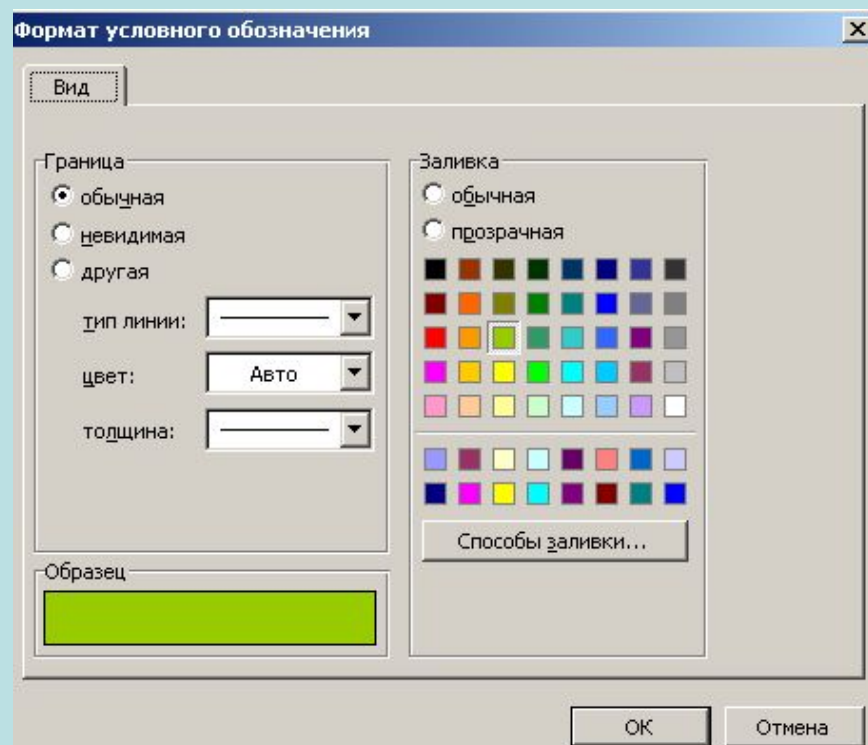 Формат условного обозначения
Вид
Граница
обычная
невидимая
другая
тип линии:
цвет: Авто
толщина:
Образец
Заливка
обычная
прозрачная
Способы заливки...
ОК Отмена